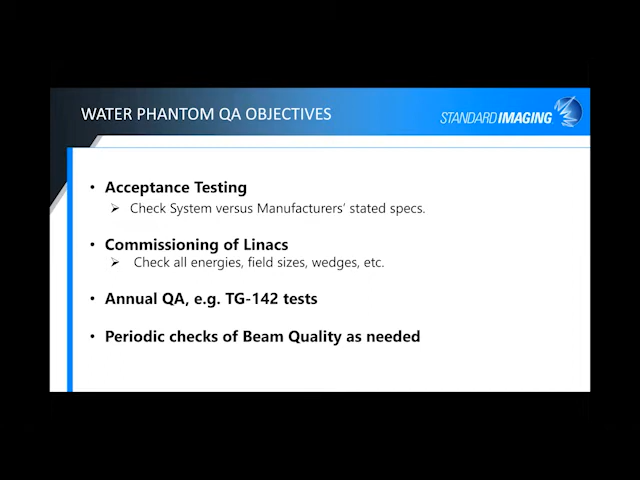 WATER PHANTOM QA OBJECTIVES
STANDARD IMAGING
• Acceptance Testing
➢ Check System versus Manufacturers’ stated specs.
• Commissioning of Linacs
➢ Check all energies, field sizes, wedges, etc.
• Annual QA, e.g. TG-142 tests
• Periodic checks of Beam Quality as needed